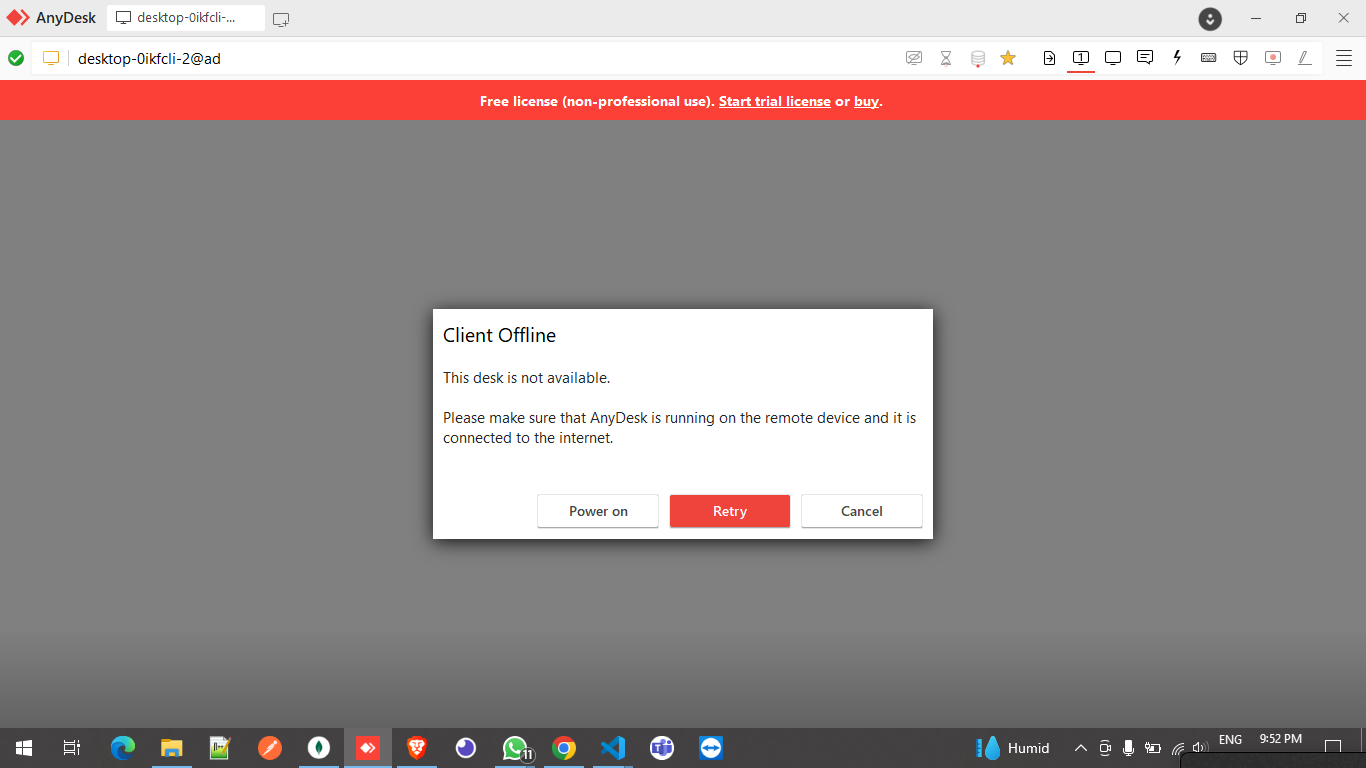 AnyDesk
desktop-0ikfcli-...
desktop-0ikfcli-2@ad
1
Free license (non-professional use). Start trial license or buy.
Client Offline
This desk is not available.
Please make sure that AnyDesk is running on the remote device and it is
connected to the internet.
Power on
Retry
Cancel
11
Humid
ENG
9:52 PM